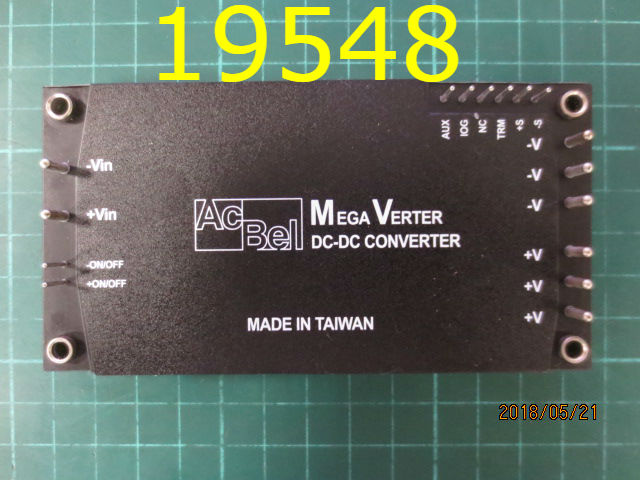 19548
AUX
IOG
NC
TRM
+S
-S
-Vin
+Vin
-ON/OFF
+ON/OFF
AcBel
MEGA VERTER
DC-DC CONVERTER
MADE IN TAIWAN
-V
-V
-V
+V
+V
+V
2018/05/21